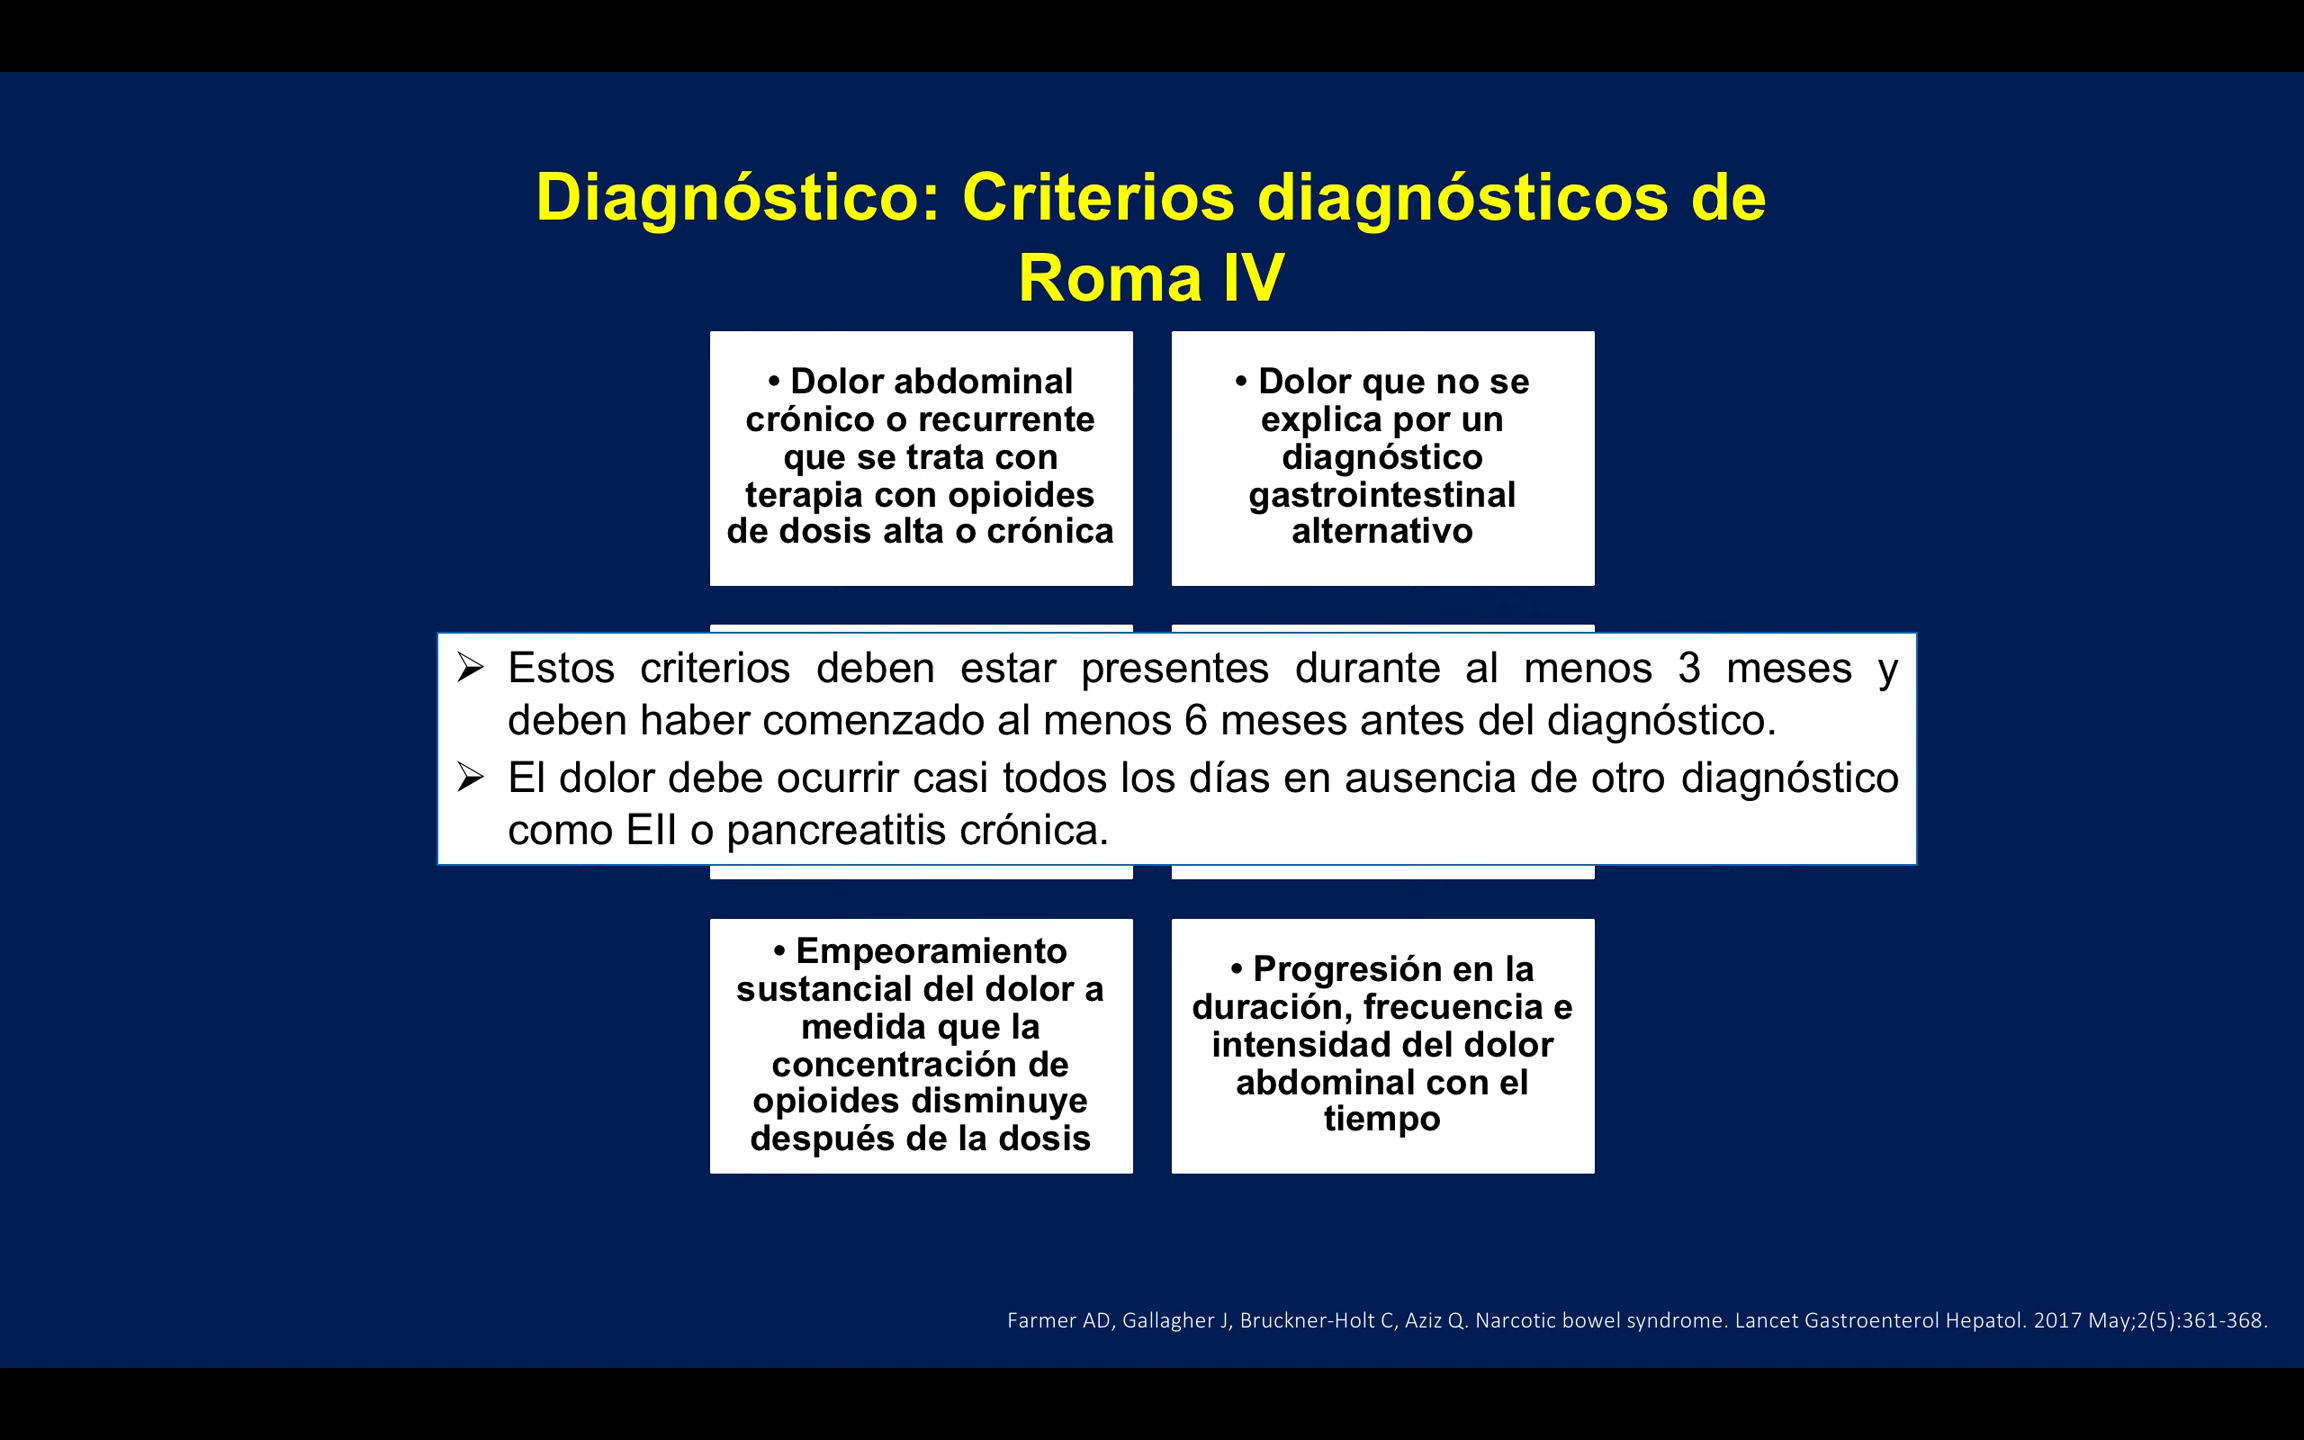 Diagnóstico: Criterios diagnósticos de
Roma IV
• Dolor abdominal
crónico o recurrente
que se trata con
terapia con opioides
de dosis alta o crónica
• Dolor que no se
explica por un
diagnóstico
gastrointestinal
alternativo
➢ Estos criterios deben estar presentes durante al menos 3 meses y
deben haber comenzado al menos 6 meses antes del diagnóstico.
➢ El dolor debe ocurrir casi todos los días en ausencia de otro diagnóstico
como EII o pancreatitis crónica.
• Empeoramiento
sustancial del dolor a
medida que la
concentración de
opioides disminuye
después de la dosis
• Progresión en la
duración, frecuencia e
intensidad del dolor
abdominal con el
tiempo
Farmer AD, Gallagher J, Bruckner-Holt C, Aziz Q. Narcotic bowel syndrome. Lancet Gastroenterol Hepatol. 2017 May;2(5):361-368.